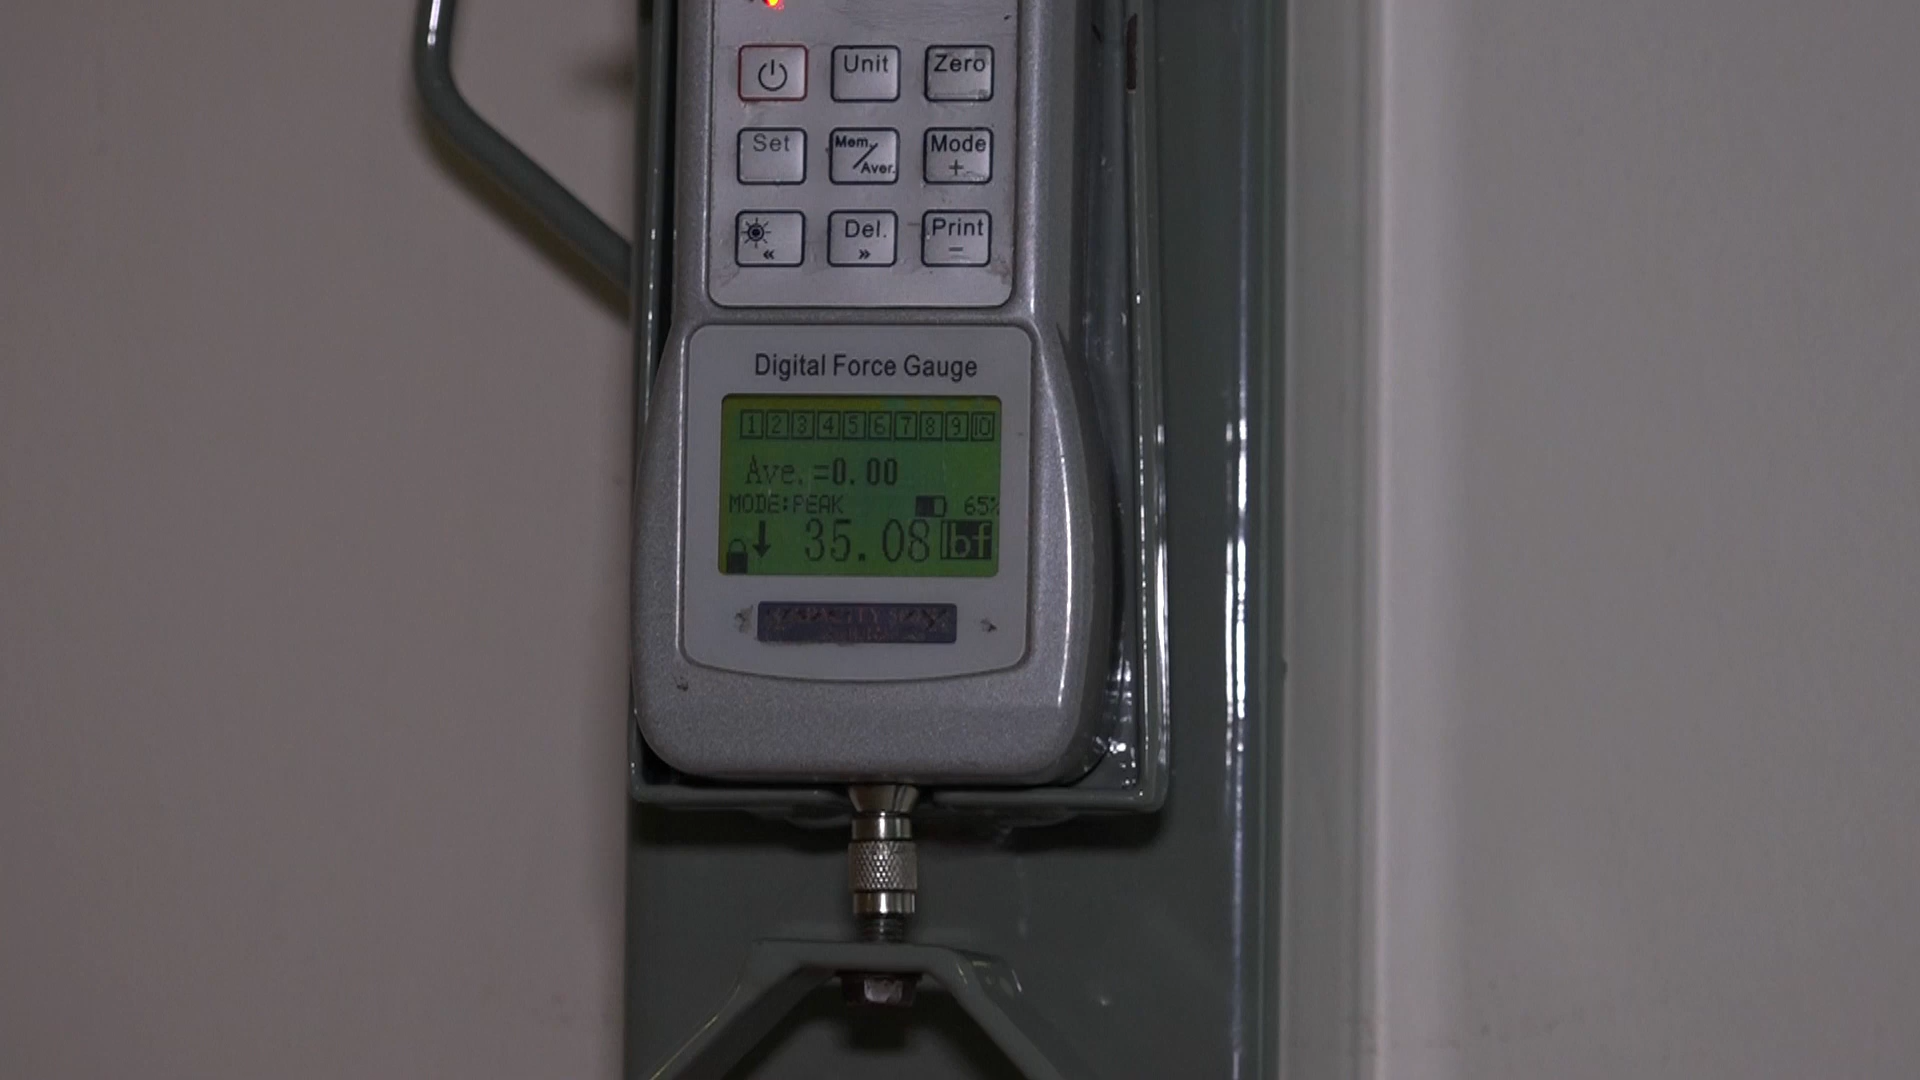 Unit Zero
Set Mem. Aver. Mode +
« Del. » Print -
Digital Force Gauge
1 2 3 4 5 6 7 8 9 10
Ave.=0.00
MODE:PEAK 65%
35.08 lbf